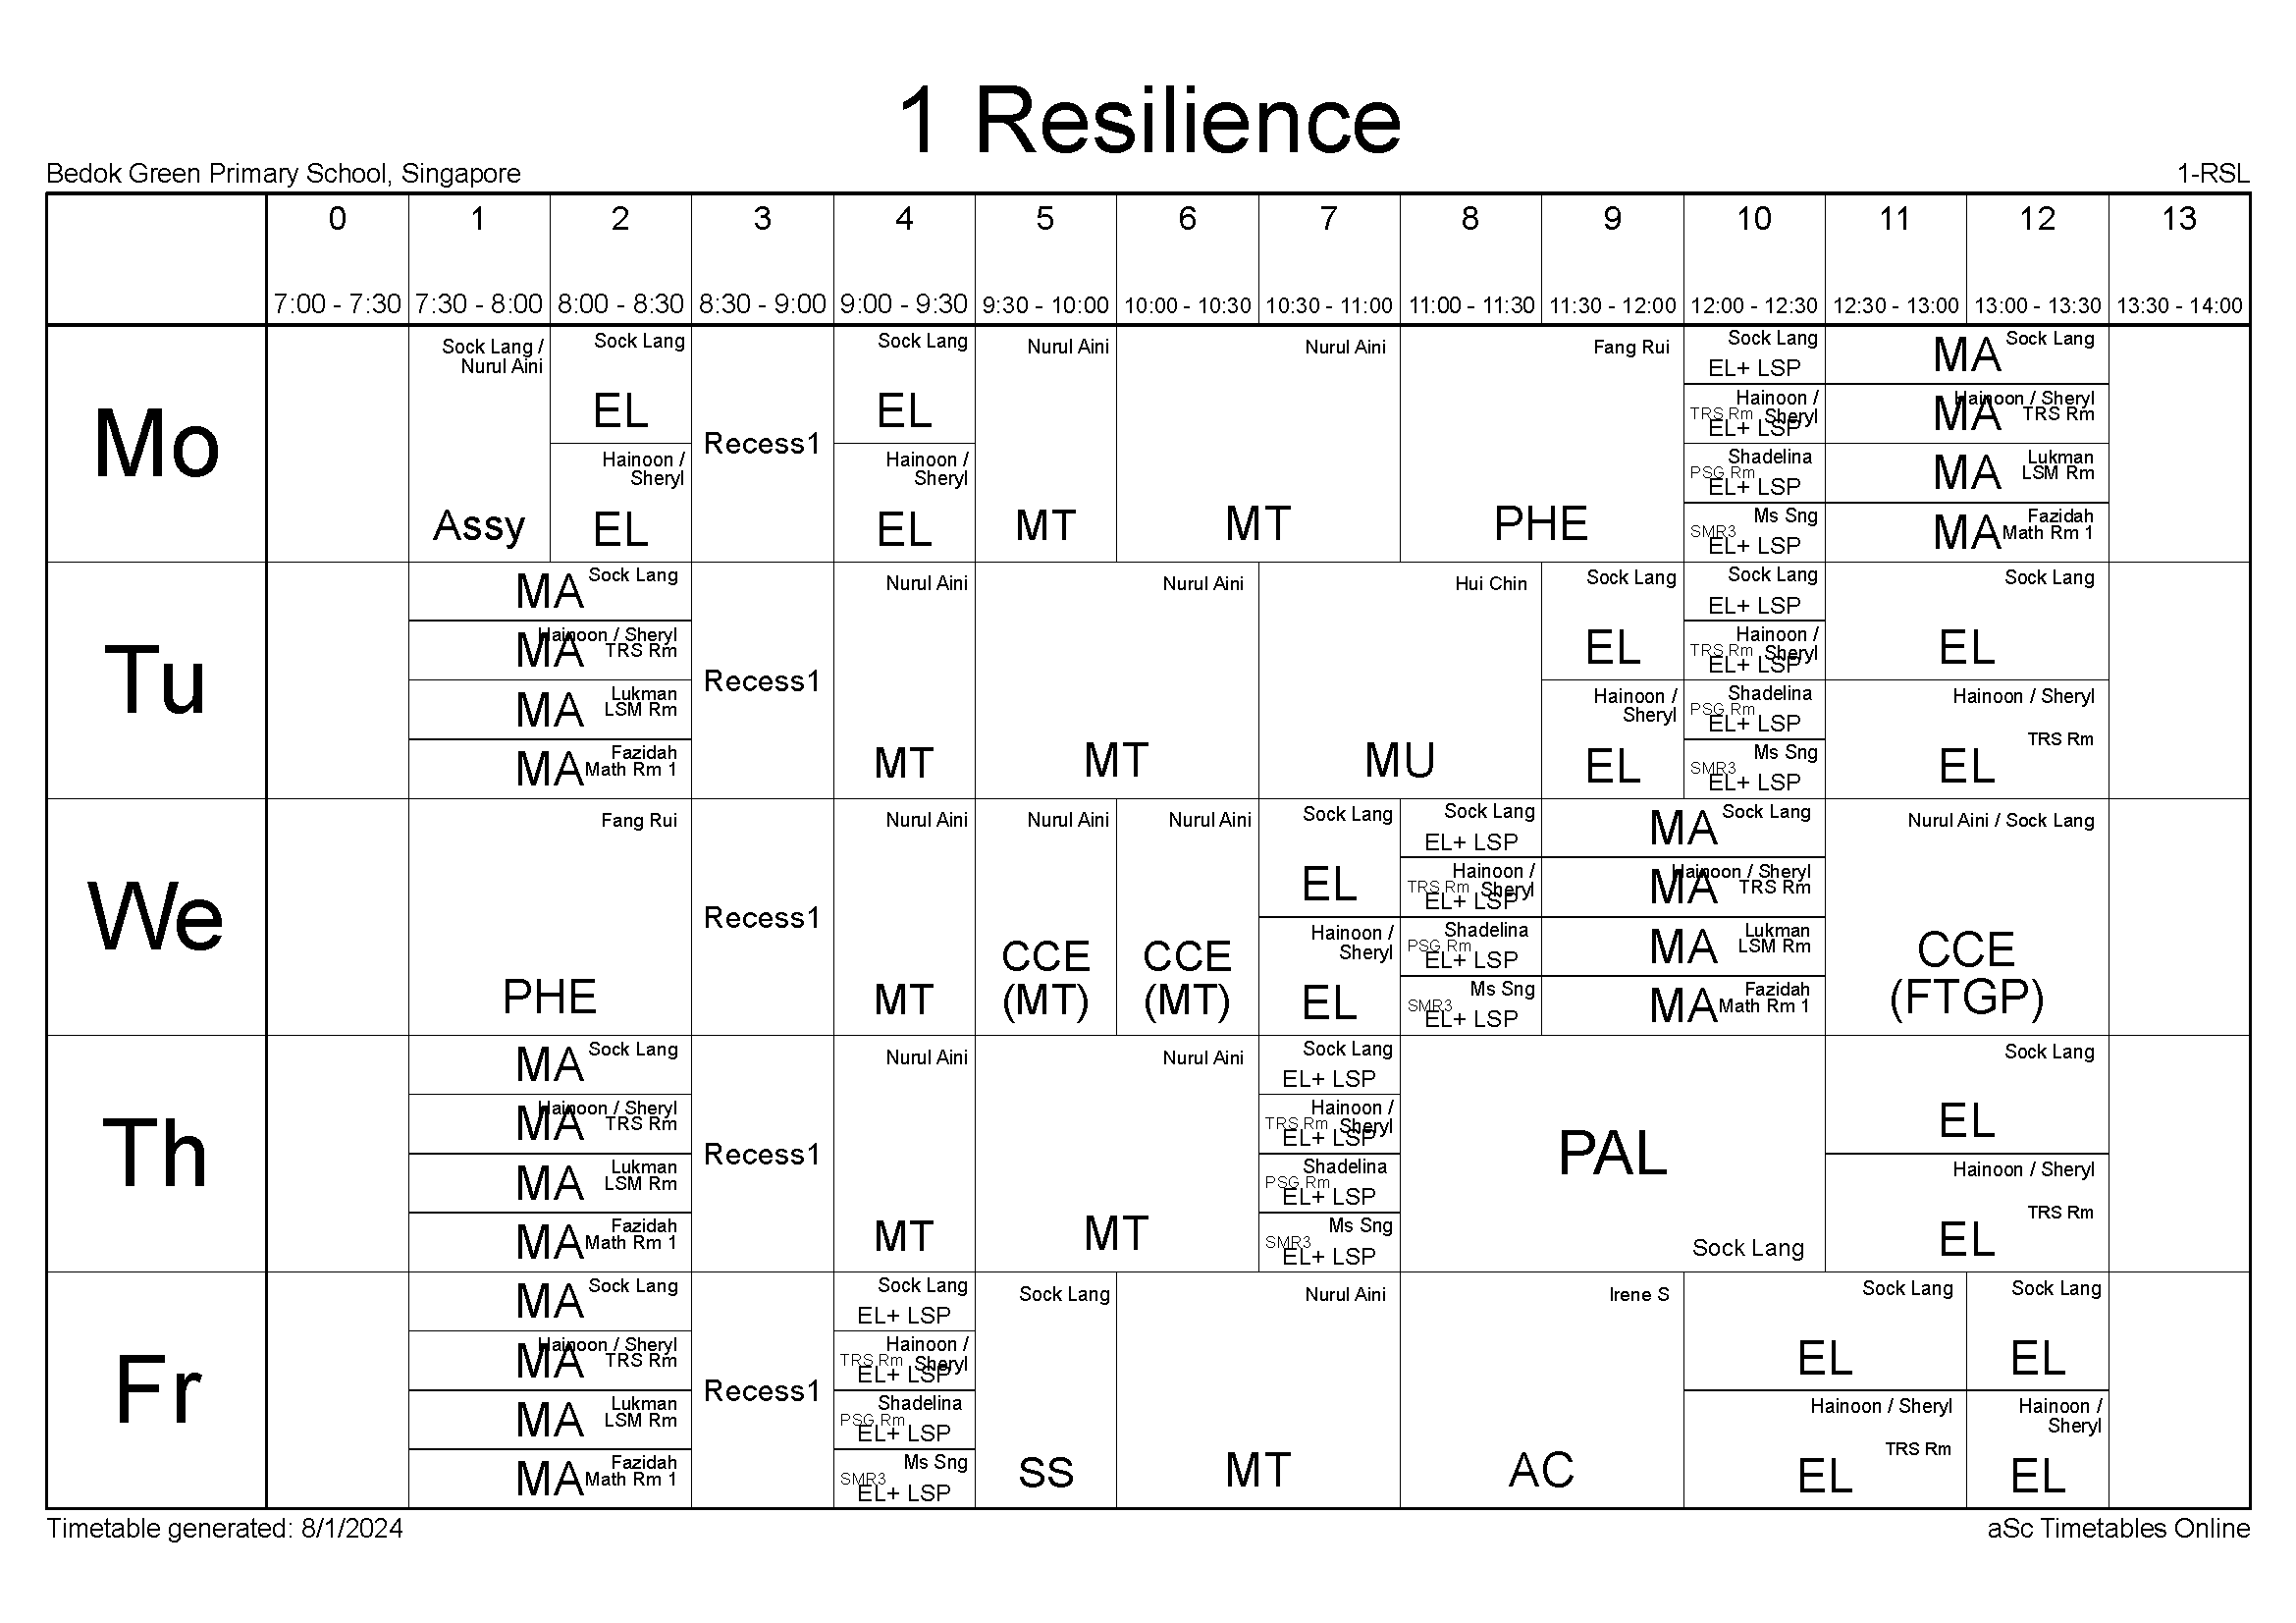 1 Resilience
Bedok Green Primary School, Singapore
1-RSL
0
1
2
3
4
5
6
7
8
9
10
11
12
13
7:00 - 7:30
7:30 - 8:00
8:00 - 8:30
8:30 - 9:00
9:00 - 9:30
9:30 - 10:00
10:00 - 10:30
10:30 - 11:00
11:00 - 11:30
11:30 - 12:00
12:00 - 12:30
12:30 - 13:00
13:00 - 13:30
13:30 - 14:00
Mo
Sock Lang /
Nurul Aini
Assy
Sock Lang
EL
Hainoon /
Sheryl
EL
Recess1
Sock Lang
EL
Hainoon /
Sheryl
EL
Nurul Aini
MT
Nurul Aini
MT
Fang Rui
PHE
Sock Lang
EL+ LSP
Hainoon /
TRS Rm Sheryl
EL+ LSP
Shadelina
PSG Rm
EL+ LSP
Ms Sng
SMR3
EL+ LSP
MA Sock Lang
Hainoon / Sheryl
MA TRS Rm
Lukman
MA LSM Rm
Fazidah
MA Math Rm 1
Tu
MA Sock Lang
Hainoon / Sheryl
MA TRS Rm
Lukman
MA LSM Rm
Fazidah
MA Math Rm 1
Recess1
Nurul Aini
MT
Nurul Aini
MT
Hui Chin
MU
Sock Lang
EL
Hainoon /
Sheryl
EL
Sock Lang
EL+ LSP
Hainoon /
TRS Rm Sheryl
EL+ LSP
Shadelina
PSG Rm
EL+ LSP
Ms Sng
SMR3
EL+ LSP
Sock Lang
EL
Hainoon / Sheryl
TRS Rm
EL
We
Fang Rui
PHE
Recess1
Nurul Aini
MT
Nurul Aini
CCE
(MT)
Nurul Aini
CCE
(MT)
Sock Lang
EL
Hainoon /
Sheryl
EL
Sock Lang
EL+ LSP
Hainoon /
TRS Rm Sheryl
EL+ LSP
Shadelina
PSG Rm
EL+ LSP
Ms Sng
SMR3
EL+ LSP
MA Sock Lang
Hainoon / Sheryl
MA TRS Rm
Lukman
MA LSM Rm
Fazidah
MA Math Rm 1
Nurul Aini / Sock Lang
CCE
(FTGP)
Th
MA Sock Lang
Hainoon / Sheryl
MA TRS Rm
Lukman
MA LSM Rm
Fazidah
MA Math Rm 1
Recess1
Nurul Aini
MT
Nurul Aini
MT
Sock Lang
EL+ LSP
Hainoon /
TRS Rm Sheryl
EL+ LSP
Shadelina
PSG Rm
EL+ LSP
Ms Sng
SMR3
EL+ LSP
PAL
Sock Lang
Sock Lang
EL
Hainoon / Sheryl
TRS Rm
EL
Fr
MA Sock Lang
Hainoon / Sheryl
MA TRS Rm
Lukman
MA LSM Rm
Fazidah
MA Math Rm 1
Recess1
Sock Lang
EL+ LSP
Hainoon /
TRS Rm Sheryl
EL+ LSP
Shadelina
PSG Rm
EL+ LSP
Ms Sng
SMR3
EL+ LSP
Sock Lang
SS
Nurul Aini
MT
Irene S
AC
Sock Lang
EL
Hainoon / Sheryl
TRS Rm
EL
Sock Lang
EL
Hainoon /
Sheryl
EL
Timetable generated: 8/1/2024
aSc Timetables Online